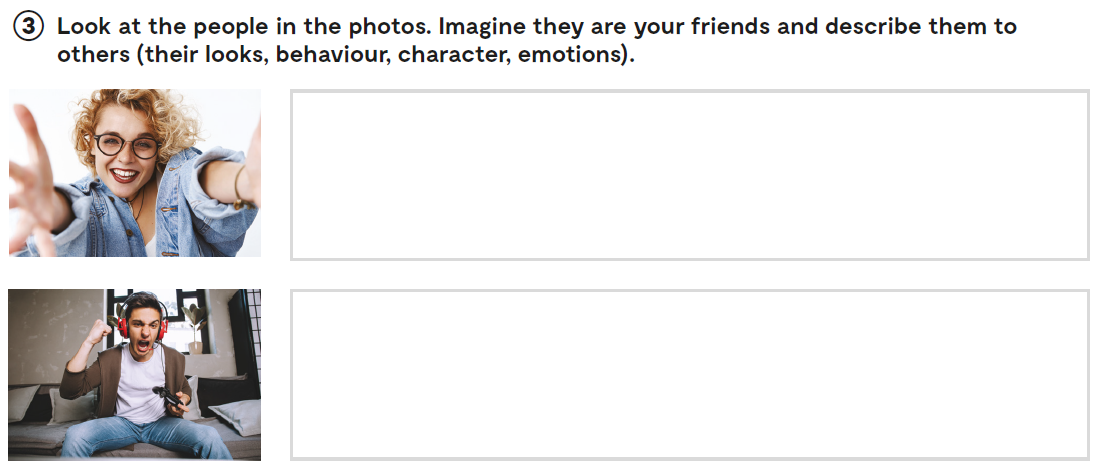 3 Look at the people in the photos. Imagine they are your friends and describe them to
others (their looks, behaviour, character, emotions).